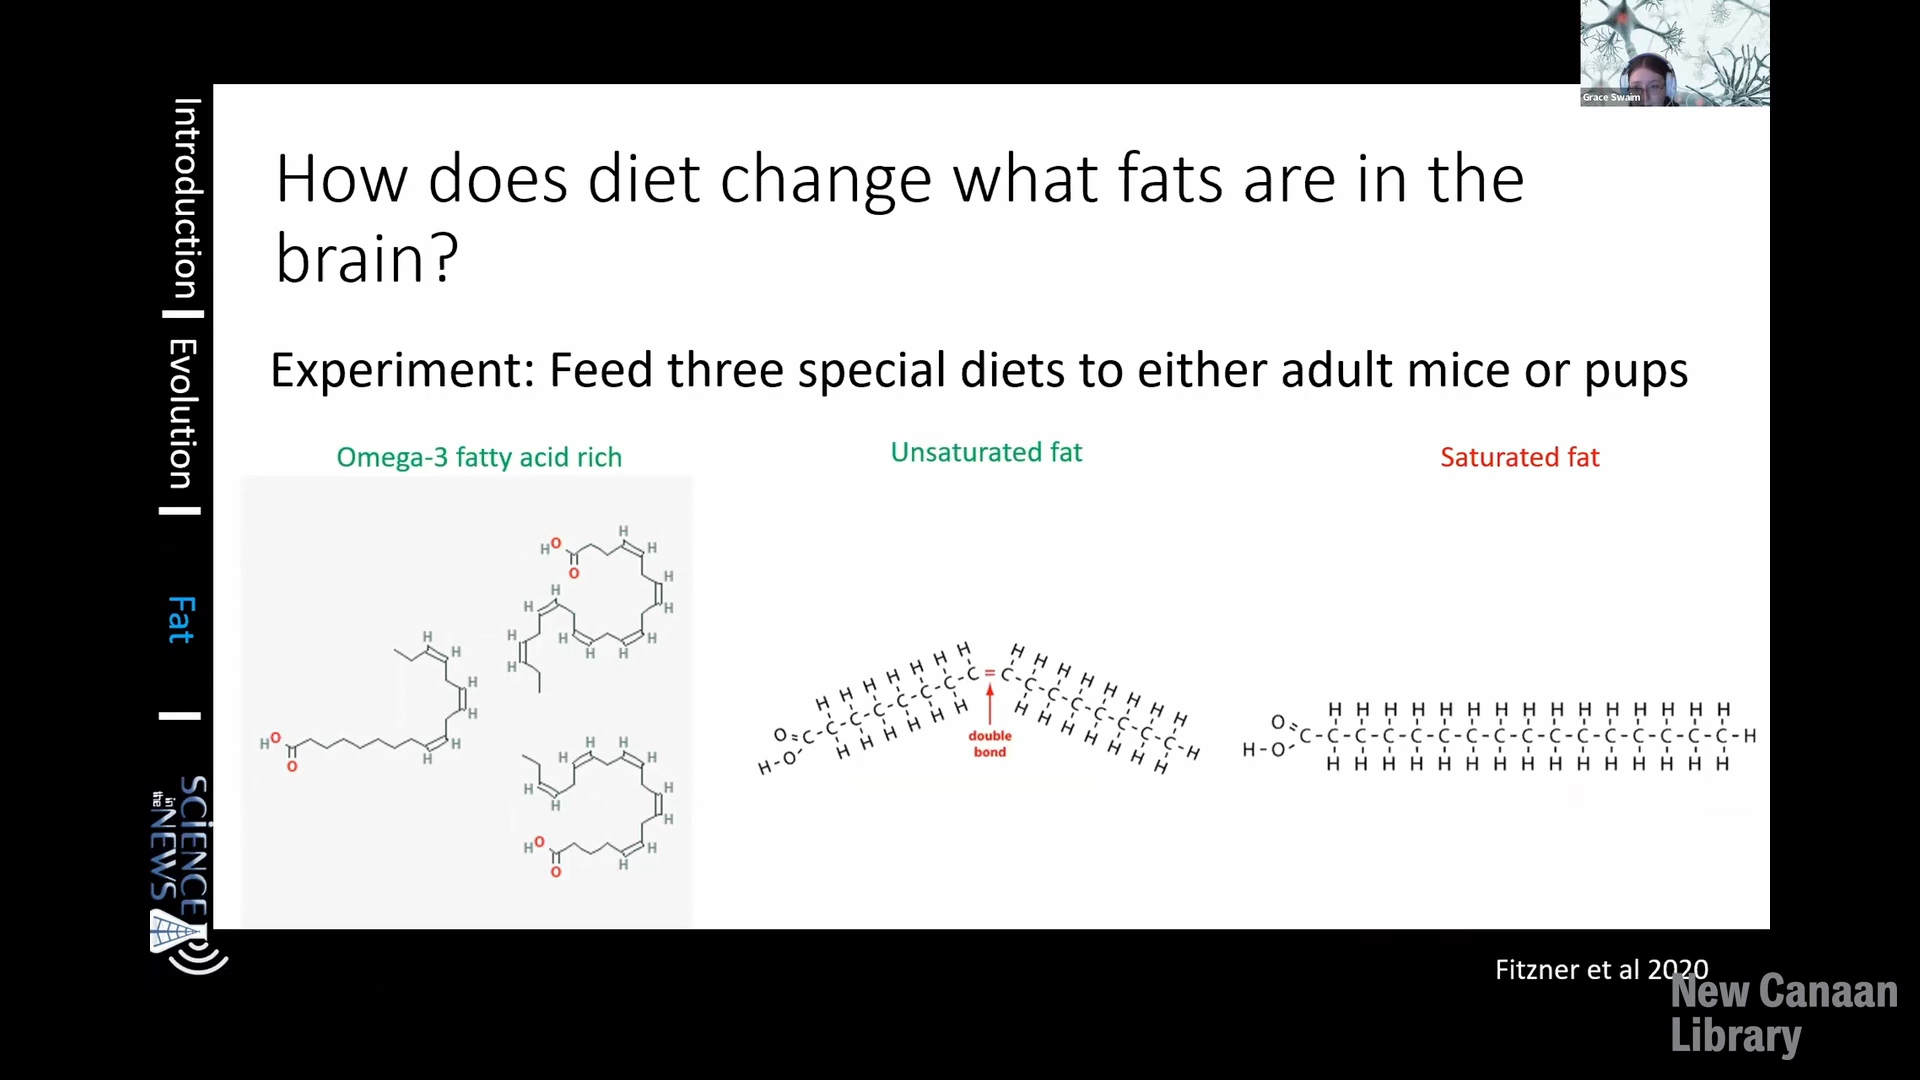 Grace Swaim
Introduction
Evolution
Fat
SCIENCE
in the NEWS
How does diet change what fats are in the
brain?
Experiment: Feed three special diets to either adult mice or pups
Omega-3 fatty acid rich
Unsaturated fat
Saturated fat
double
bond
Fitzner et al 2020
New Canaan
Library